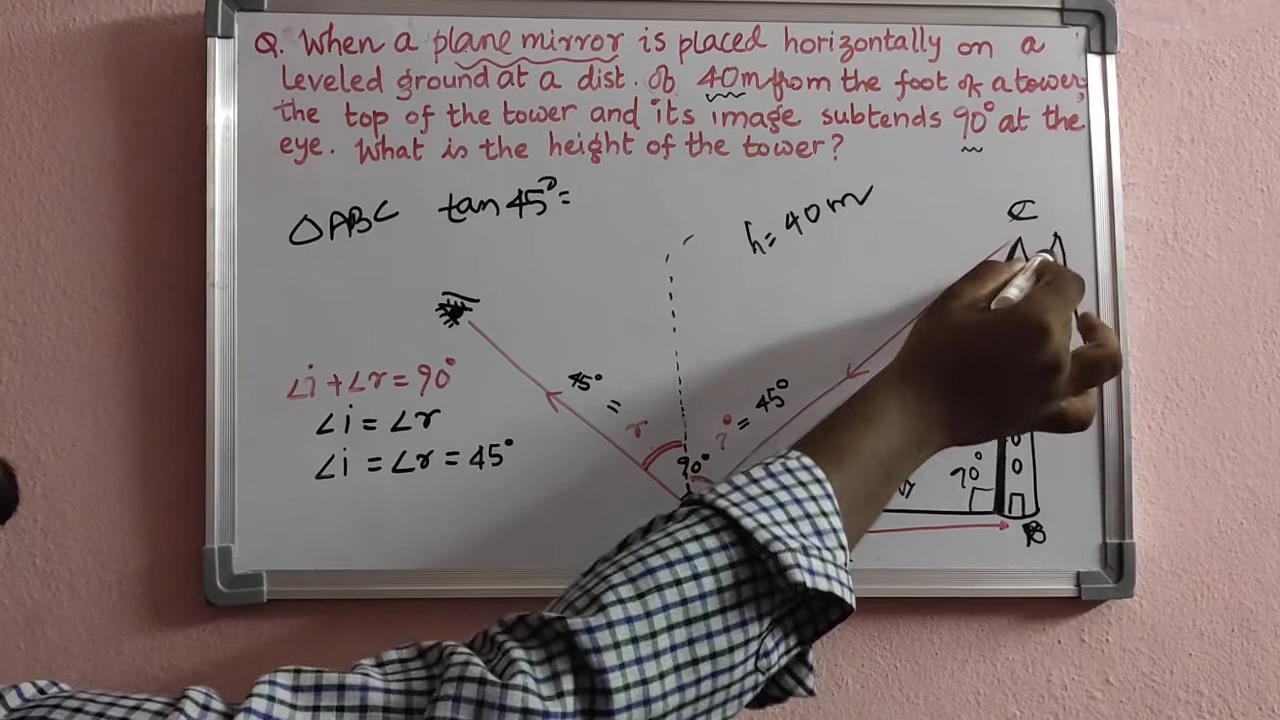 Q. When a plane mirror is placed horizontally on a
leveled ground at a dist. of 40m from the foot of a tower,
the top of the tower and its image subtends 90° at the
eye. What is the height of the tower?
△ABC tan 45° =
h = 40m
C
∠i + ∠r = 90°
∠i = ∠r
∠i = ∠r = 45°
45°
=
r
= 45°
90°
90°
B